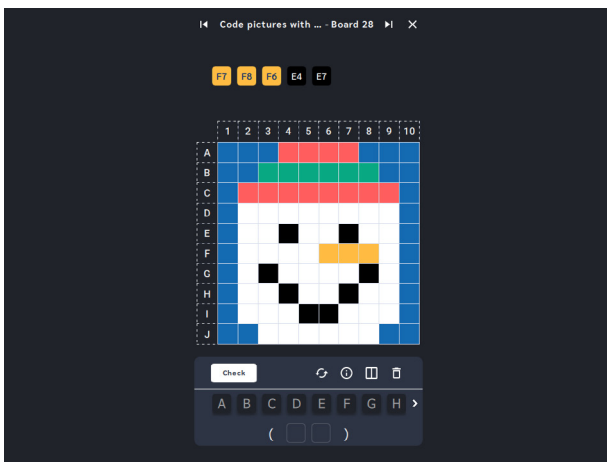 Code pictures with ... - Board 28
F7 F8 F6 E4 E7
1 2 3 4 5 6 7 8 9 10
A
B
C
D
E
F
G
H
I
J
Check
A B C D E F G H
( )